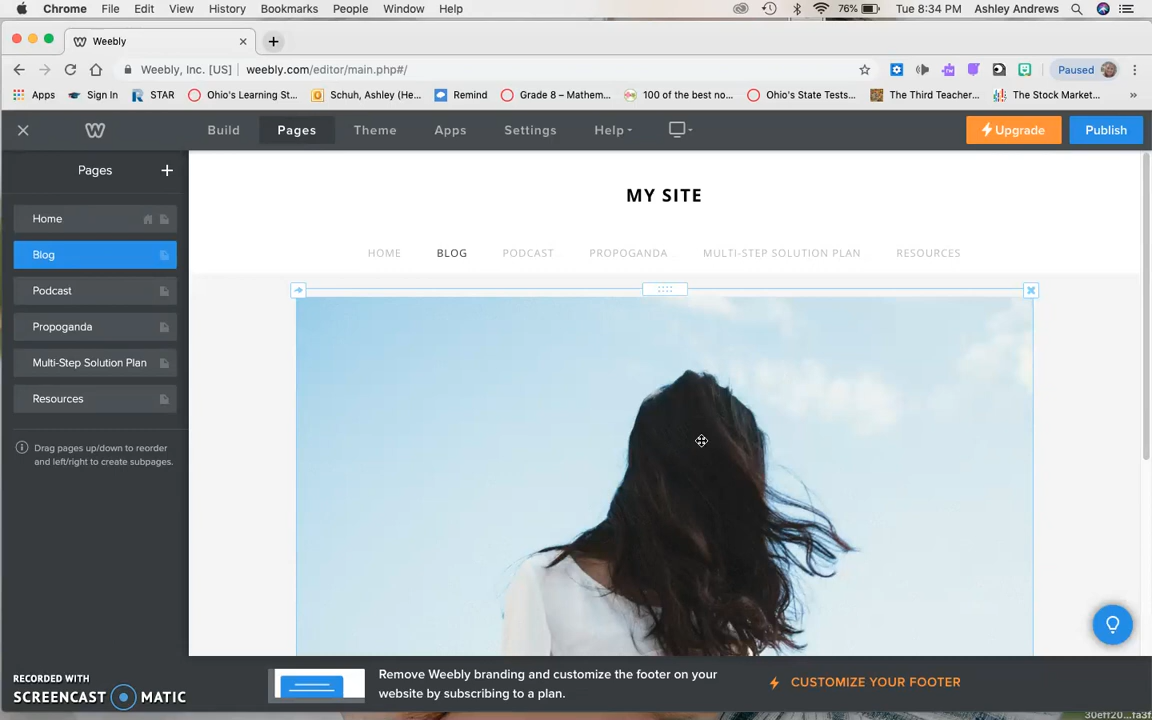 Chrome File Edit View History Bookmarks People Window Help 76% Tue 8:34 PM Ashley Andrews
Weebly
Weebly, Inc. [US] weebly.com/editor/main.php#/ Paused
Apps Sign In STAR Ohio's Learning St... Schuh, Ashley (He... Remind Grade 8 – Mathem... 100 of the best no... Ohio's State Tests... The Third Teacher... The Stock Market... »
Build Pages Theme Apps Settings Help Upgrade Publish
Pages
MY SITE
Home
HOME BLOG PODCAST PROPOGANDA MULTI-STEP SOLUTION PLAN RESOURCES
Blog
Podcast
Propoganda
Multi-Step Solution Plan
Resources
Drag pages up/down to reorder
and left/right to create subpages.
RECORDED WITH
SCREENCAST MATIC
Remove Weebly branding and customize the footer on your
website by subscribing to a plan.
CUSTOMIZE YOUR FOOTER